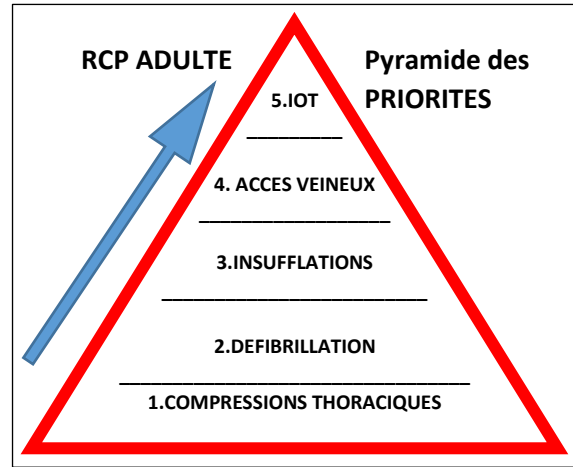 RCP ADULTE
Pyramide des
PRIORITES
5.IOT
4. ACCES VEINEUX
3.INSUFFLATIONS
2.DEFIBRILLATION
1.COMPRESSIONS THORACIQUES